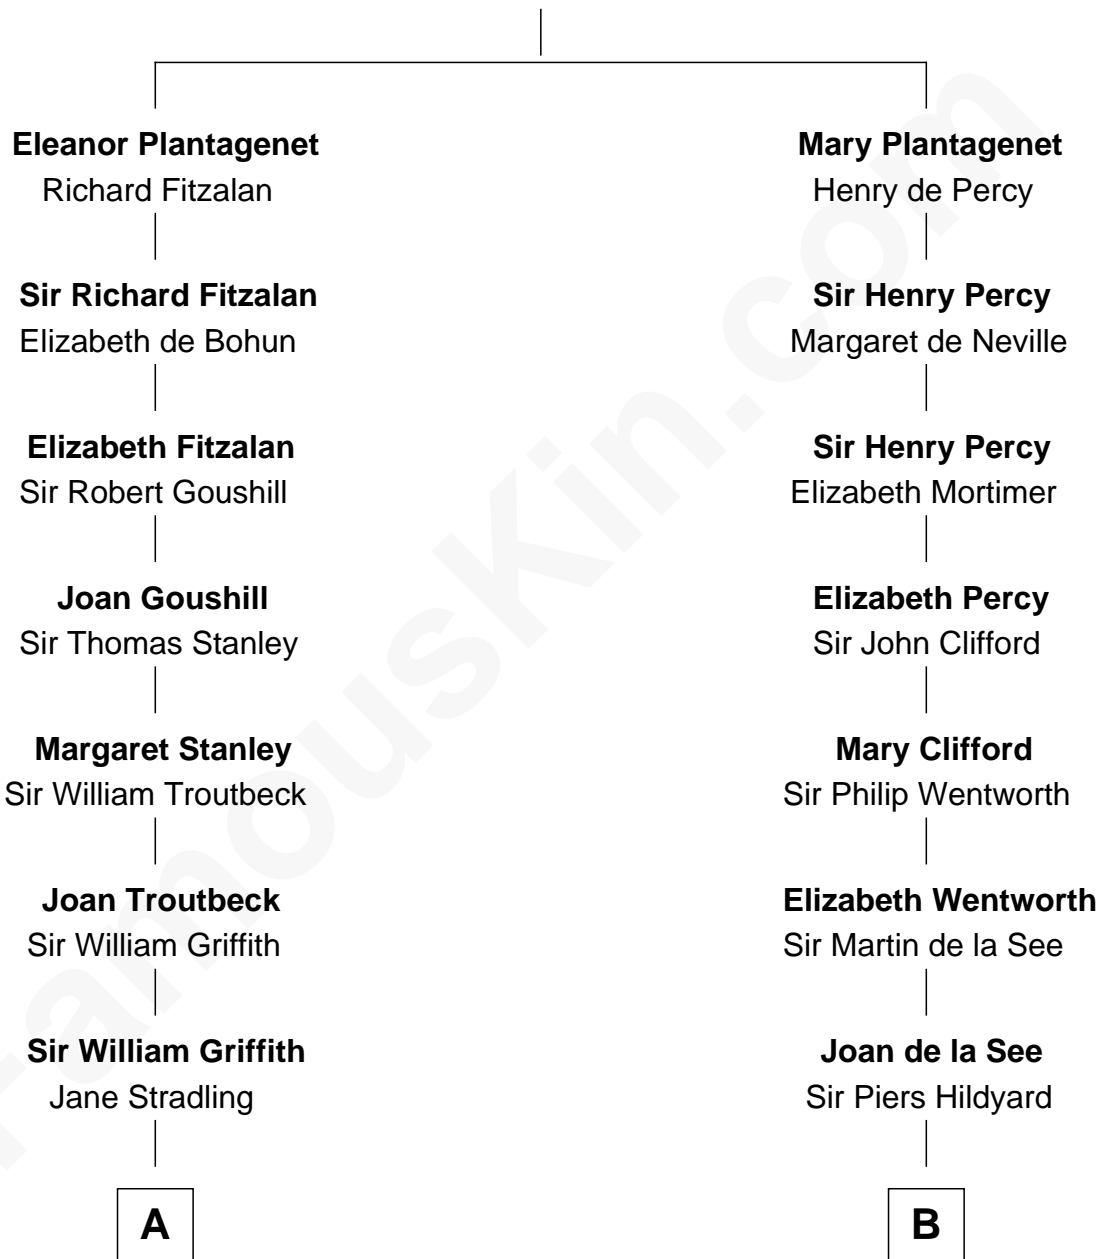 Eleanor Plantagenet
Richard Fitzalan
Sir Richard Fitzalan
Elizabeth de Bohun
Elizabeth Fitzalan
Sir Robert Goushill
Joan Goushill
Sir Thomas Stanley
Margaret Stanley
Sir William Troutbeck
Joan Troutbeck
Sir William Griffith
Sir William Griffith
Jane Stradling
A
Mary Plantagenet
Henry de Percy
Sir Henry Percy
Margaret de Neville
Sir Henry Percy
Elizabeth Mortimer
Elizabeth Percy
Sir John Clifford
Mary Clifford
Sir Philip Wentworth
Elizabeth Wentworth
Sir Martin de la See
Joan de la See
Sir Piers Hildyard
B
FamousKin.com